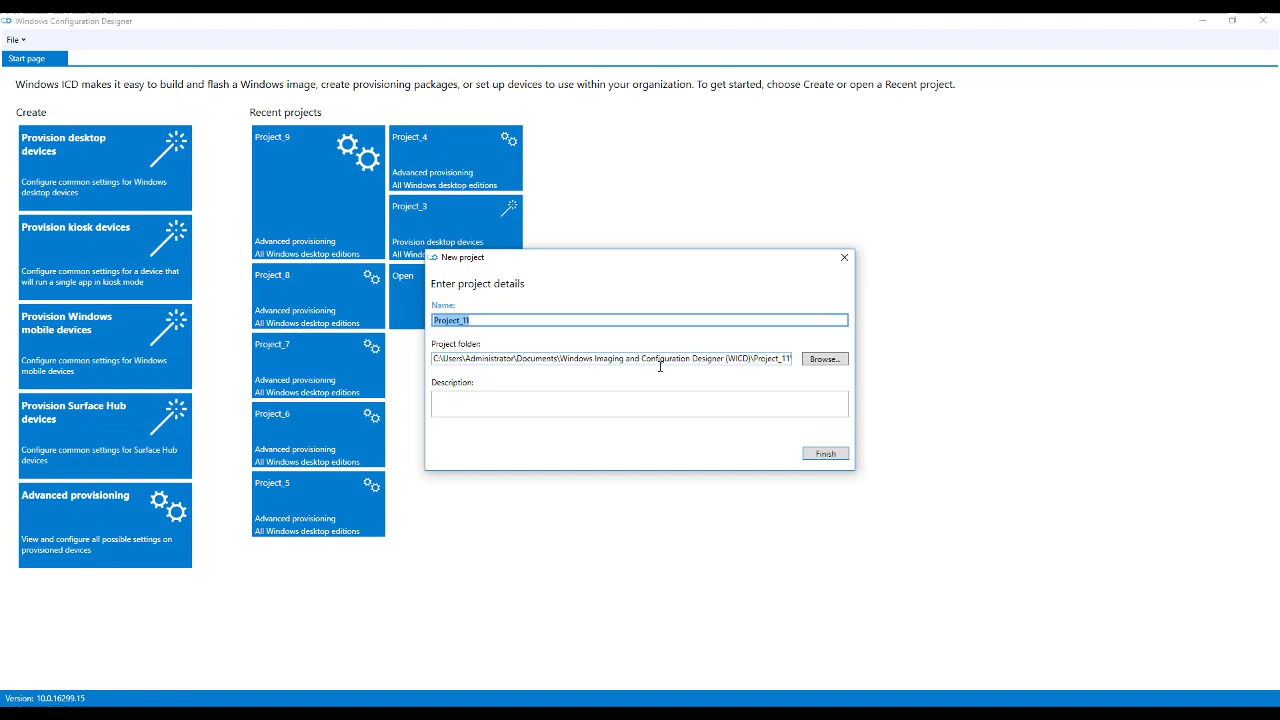 Windows Configuration Designer
File
Start page
Windows ICD makes it easy to build and flash a Windows image, create provisioning packages, or set up devices to use within your organization. To get started, choose Create or open a Recent project.
Create
Provision desktop
devices
Configure common settings for Windows
desktop devices
Provision kiosk devices
Configure common settings for a device that
will run a single app in kiosk mode
Provision Windows
mobile devices
Configure common settings for Windows
mobile devices
Provision Surface Hub
devices
Configure common settings for Surface Hub
devices
Advanced provisioning
View and configure all possible settings on
provisioned devices
Recent projects
Project_9
Advanced provisioning
All Windows desktop editions
Project_8
Advanced provisioning
All Windows desktop editions
Project_7
Advanced provisioning
All Windows desktop editions
Project_6
Advanced provisioning
All Windows desktop editions
Project_5
Advanced provisioning
All Windows desktop editions
Project_4
Advanced provisioning
All Windows desktop editions
Project_3
Provision desktop devices
All Wind
Open
New project
Enter project details
Name:
Project_11
Project folder:
C:\Users\Administrator\Documents\Windows Imaging and Configuration Designer (WICD)\Project_11\
Browse...
Description:
Finish
Version: 10.0.16299.15